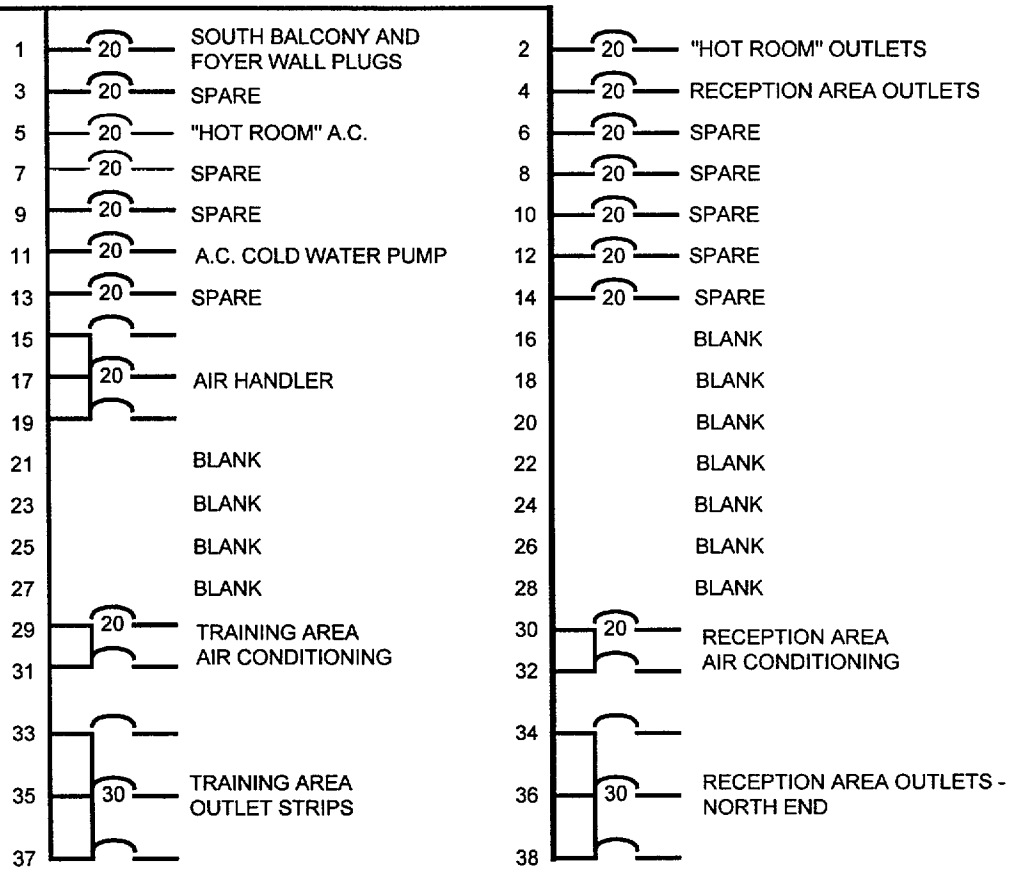 1 20 SOUTH BALCONY AND
FOYER WALL PLUGS
3 20 SPARE
5 20 "HOT ROOM" A.C.
7 20 SPARE
9 20 SPARE
11 20 A.C. COLD WATER PUMP
13 20 SPARE
15
17 20 AIR HANDLER
19
21 BLANK
23 BLANK
25 BLANK
27 BLANK
29 20 TRAINING AREA
31 AIR CONDITIONING
33
35 30 TRAINING AREA
OUTLET STRIPS
37
2 20 "HOT ROOM" OUTLETS
4 20 RECEPTION AREA OUTLETS
6 20 SPARE
8 20 SPARE
10 20 SPARE
12 20 SPARE
14 20 SPARE
16 BLANK
18 BLANK
20 BLANK
22 BLANK
24 BLANK
26 BLANK
28 BLANK
30 20 RECEPTION AREA
32 AIR CONDITIONING
34
36 30 RECEPTION AREA OUTLETS -
NORTH END
38